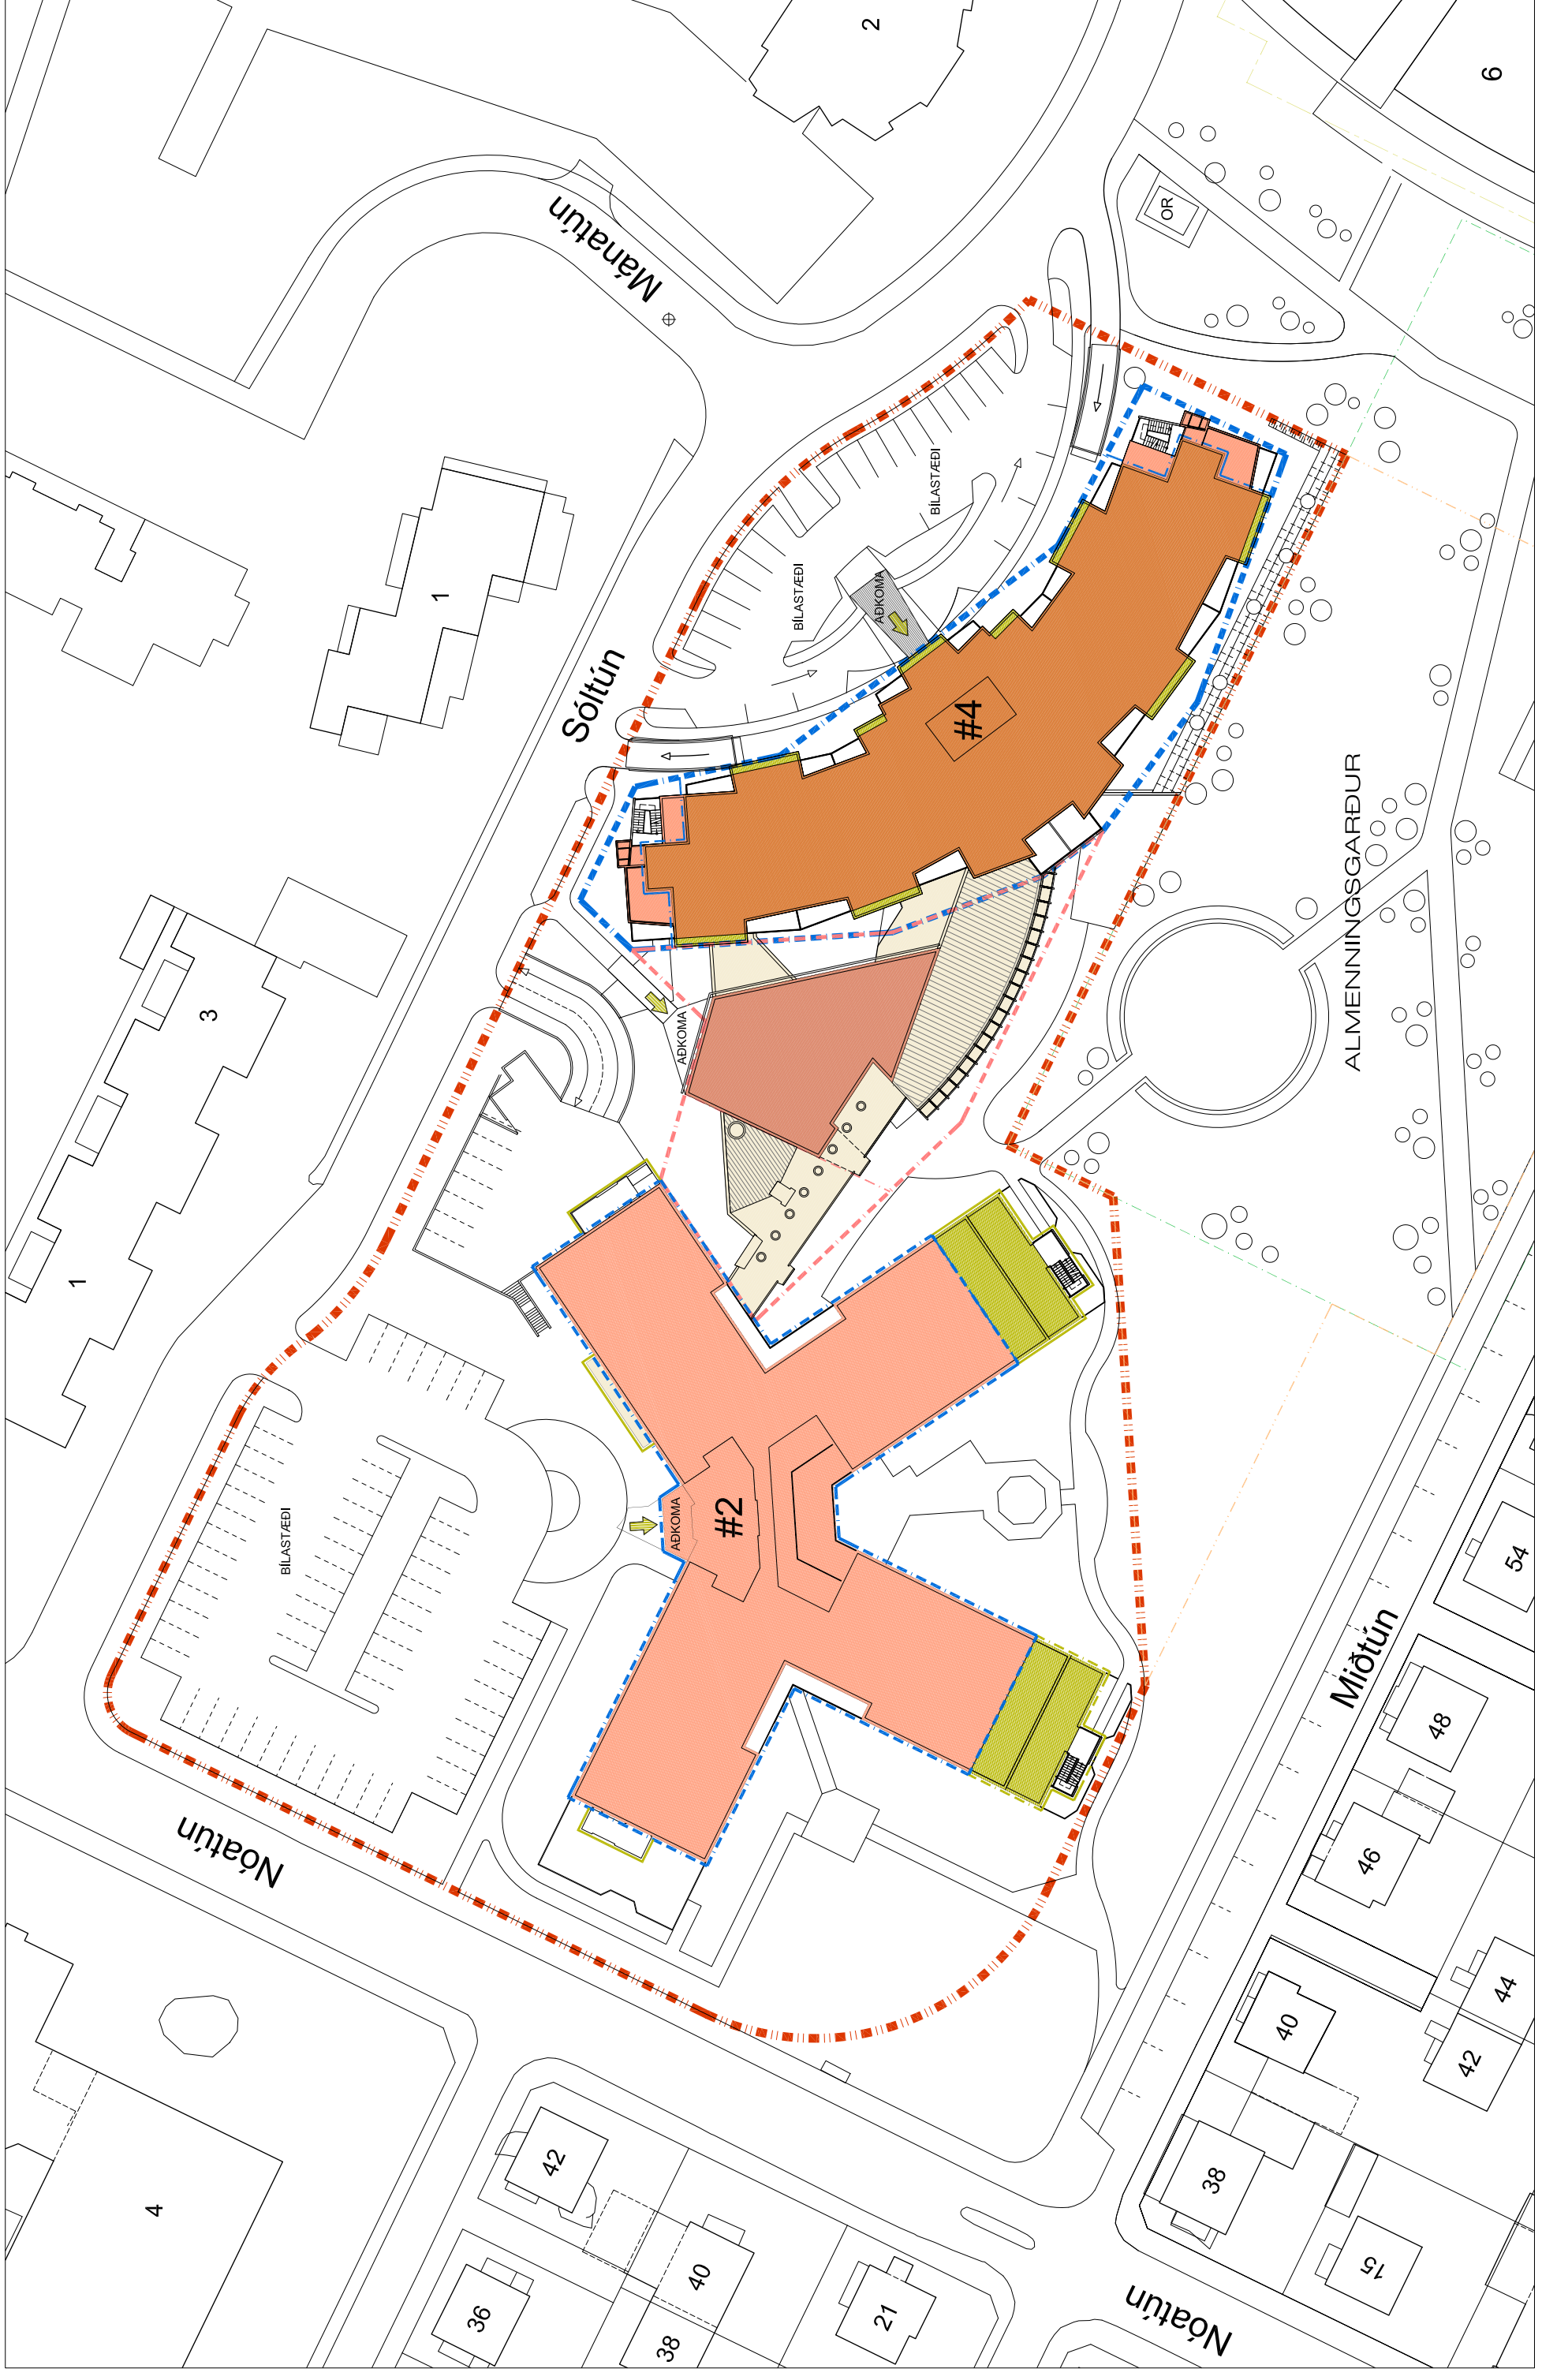 2
6
OR
Mánatún
BÍLASTÆÐI
1
BÍLASTÆÐI
AÐKOMA
Sóltún
#4
ALMENNINGSGARÐUR
3
AÐKOMA
1
#2
AÐKOMA
BÍLASTÆÐI
54
Miðtún
48
46
Nóatún
44
40
42
42
38
4
40
15
36
21
38
Nóatún